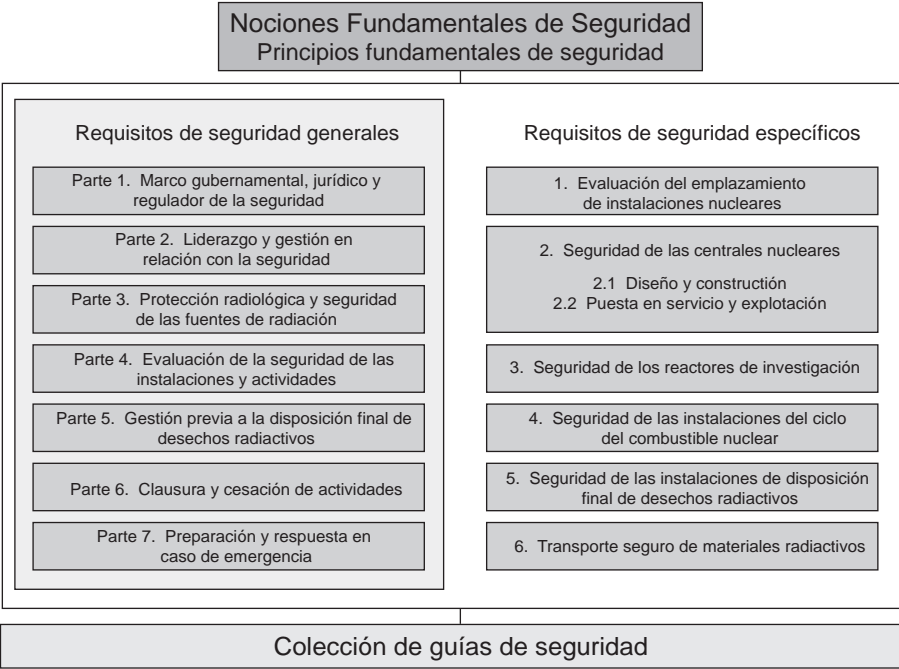 Nociones Fundamentales de Seguridad
Principios fundamentales de seguridad
Requisitos de seguridad generales
Parte 1. Marco gubernamental, jurídico y
regulador de la seguridad
Parte 2. Liderazgo y gestión en
relación con la seguridad
Parte 3. Protección radiológica y seguridad
de las fuentes de radiación
Parte 4. Evaluación de la seguridad de las
instalaciones y actividades
Parte 5. Gestión previa a la disposición final de
desechos radiactivos
Parte 6. Clausura y cesación de actividades
Parte 7. Preparación y respuesta en
caso de emergencia
Requisitos de seguridad específicos
1. Evaluación del emplazamiento
de instalaciones nucleares
2. Seguridad de las centrales nucleares
2.1 Diseño y constructión
2.2 Puesta en servicio y explotación
3. Seguridad de los reactores de investigación
4. Seguridad de las instalaciones del ciclo
del combustible nuclear
5. Seguridad de las instalaciones de disposición
final de desechos radiactivos
6. Transporte seguro de materiales radiactivos
Colección de guías de seguridad